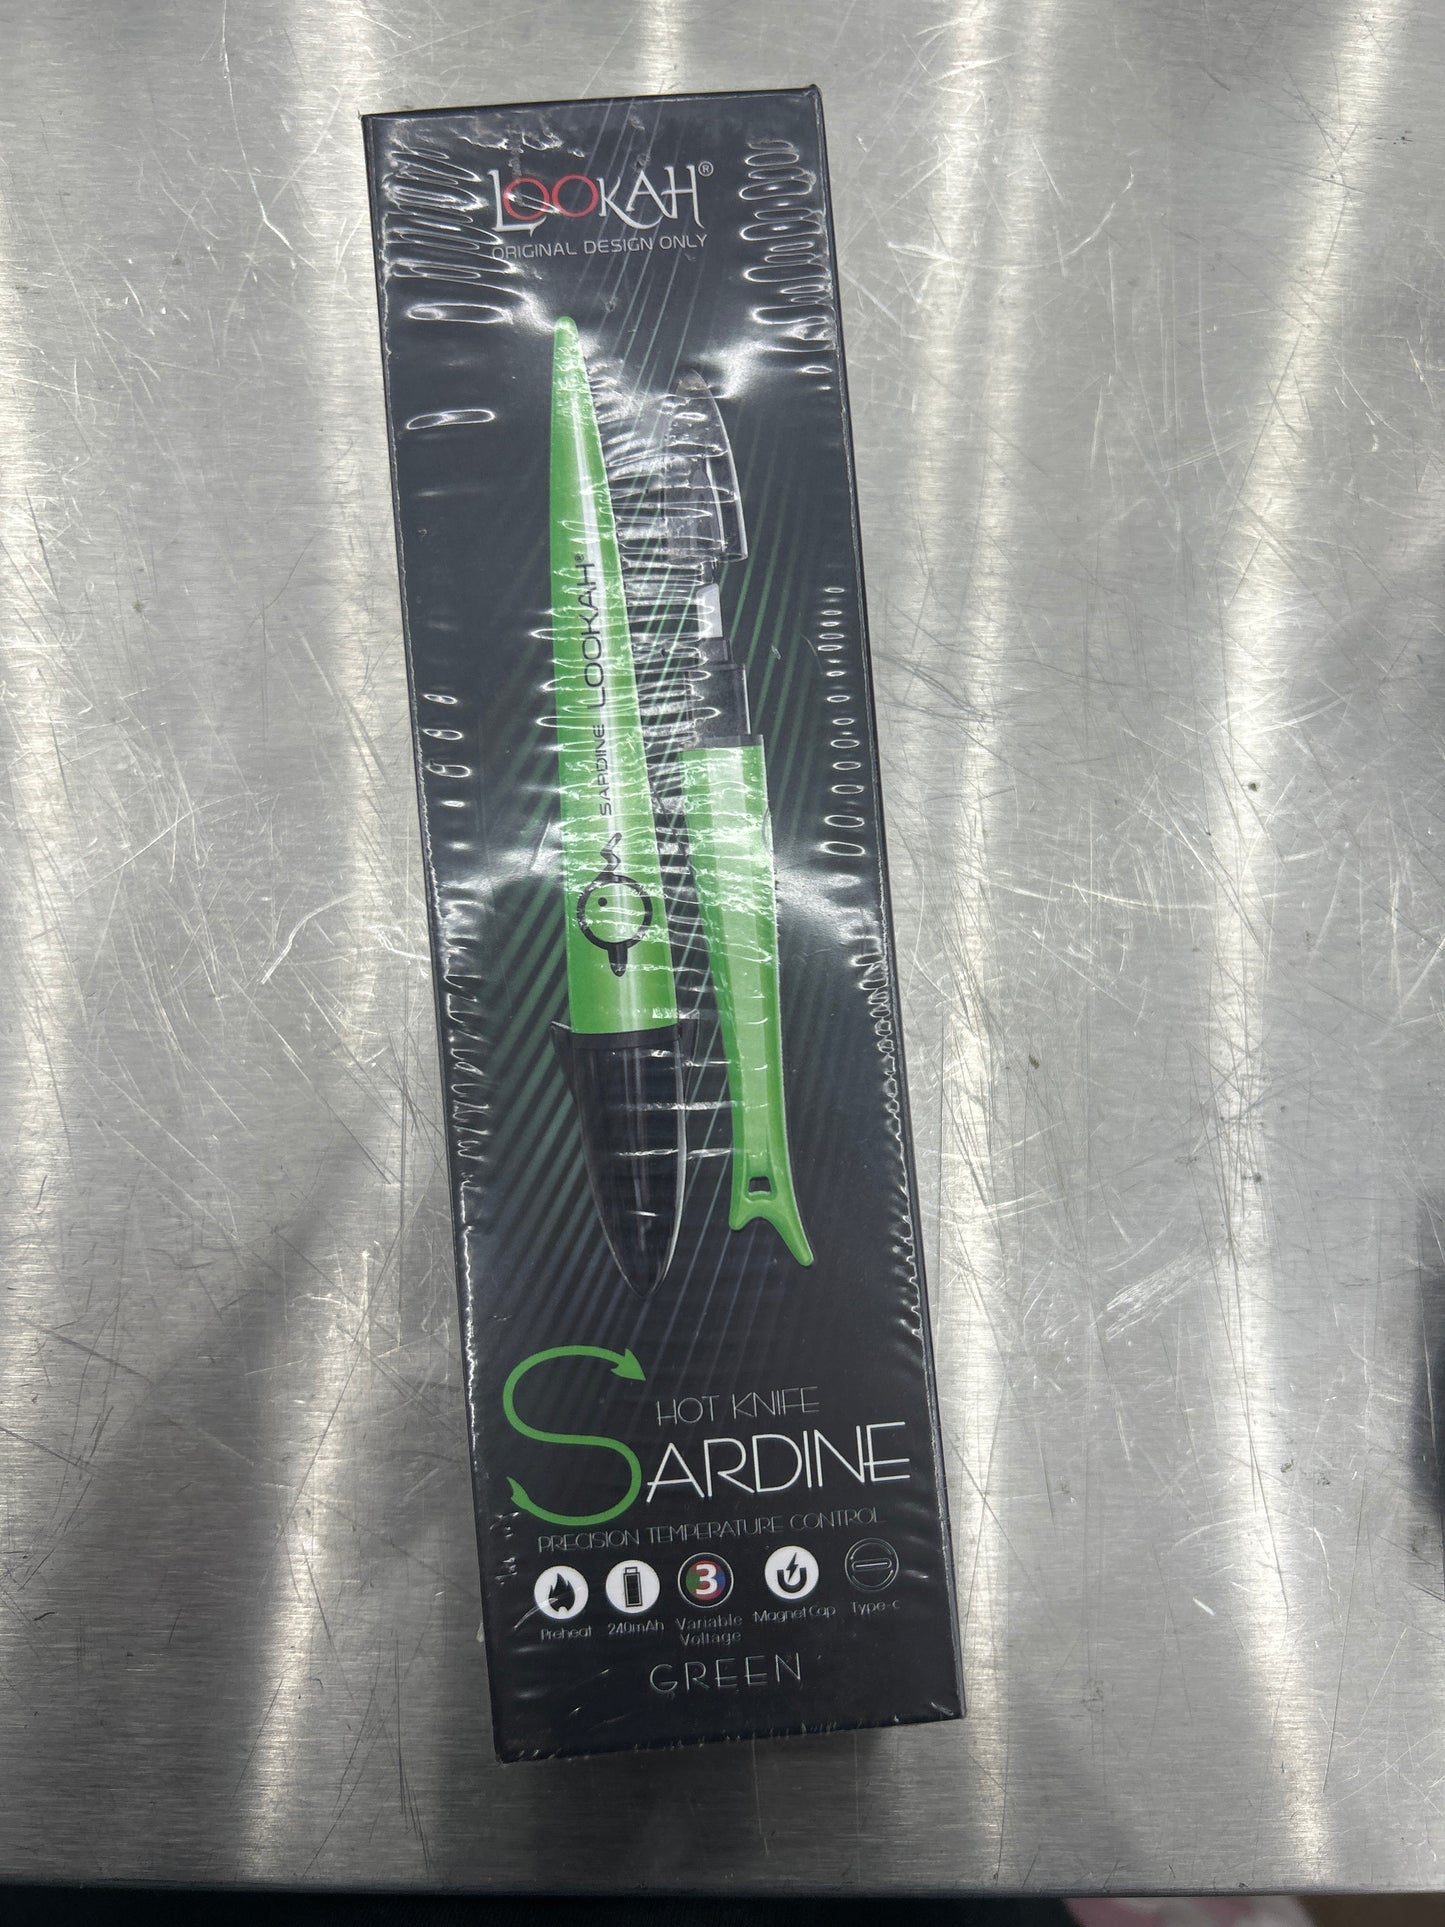 LOOKAH®
ORIGINAL DESIGN ONLY
SARDINE LOOKAH®
HOT KNIFE
SARDINE
PRECISION TEMPERATURE CONTROL
3
Preheat 240mAh Variable Voltage Magnet Cap Type-c
GREEN